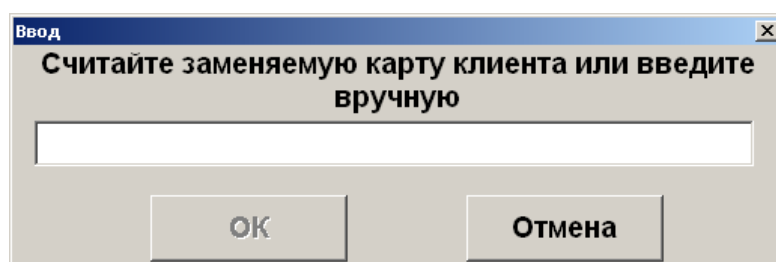 Ввод
Считайте заменяемую карту клиента или введите
вручную
ОК
Отмена